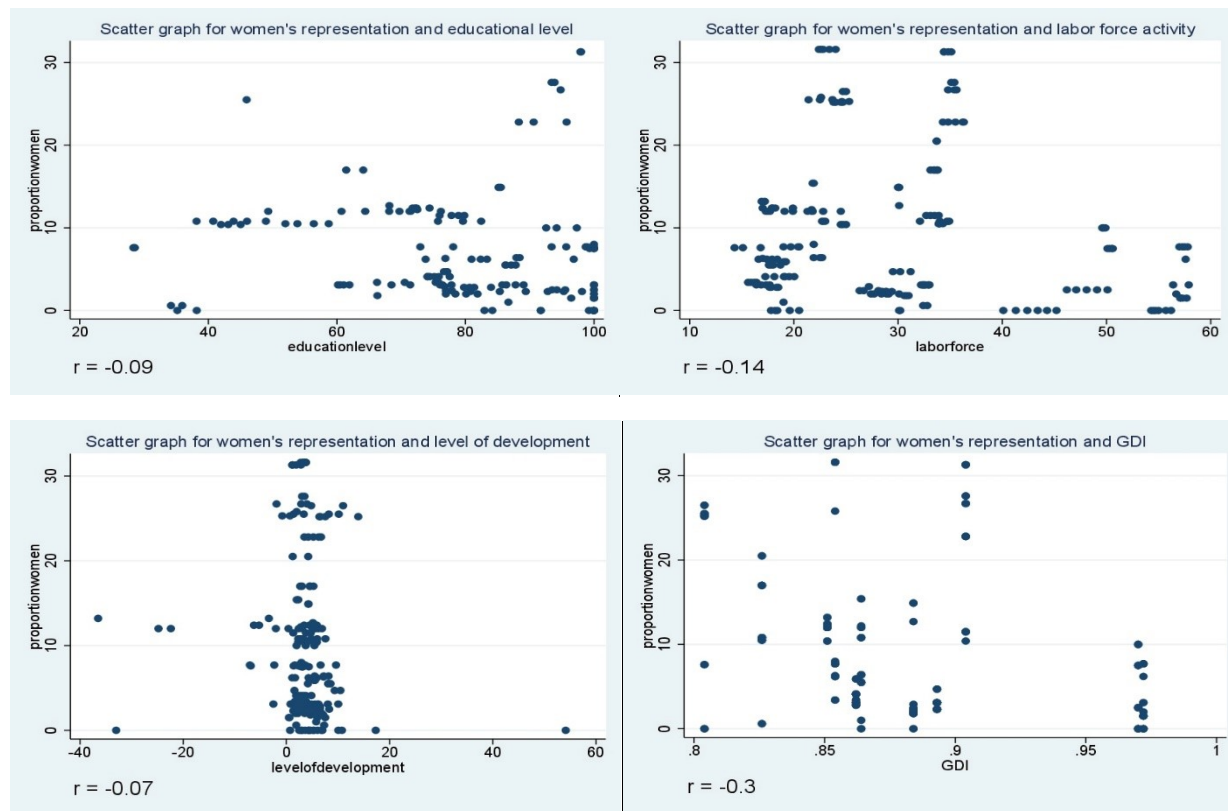 Scatter graph for women's representation and educational level
proportionwomen
30
20
10
0
20 40 60 80 100
educationlevel
r = -0.09
Scatter graph for women's representation and labor force activity
proportionwomen
30
20
10
0
10 20 30 40 50 60
laborforce
r = -0.14
Scatter graph for women's representation and level of development
proportionwomen
30
20
10
0
-40 -20 0 20 40 60
levelofdevelopment
r = -0.07
Scatter graph for women's representation and GDI
proportionwomen
30
20
10
0
.8 .85 .9 .95 1
GDI
r = -0.3